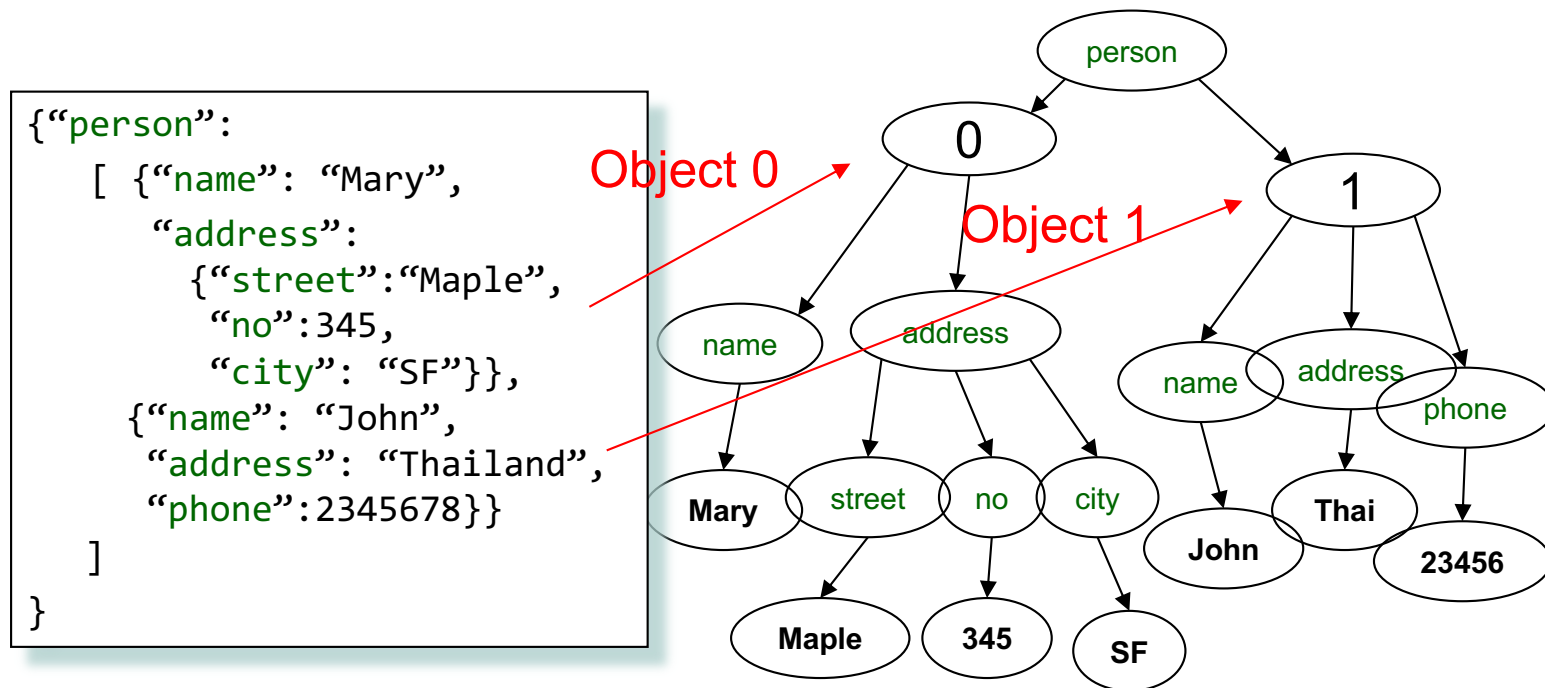 {“person”:
[ {“name”: “Mary”,
“address”:
{“street”:“Maple”,
“no”:345,
“city”: “SF”}},
{“name”: “John”,
“address”: “Thailand”,
“phone”:2345678}}
]
}
Object 0
Object 1
person
0
1
name
address
name
address
phone
Mary
street
no
city
John
Thai
23456
Maple
345
SF